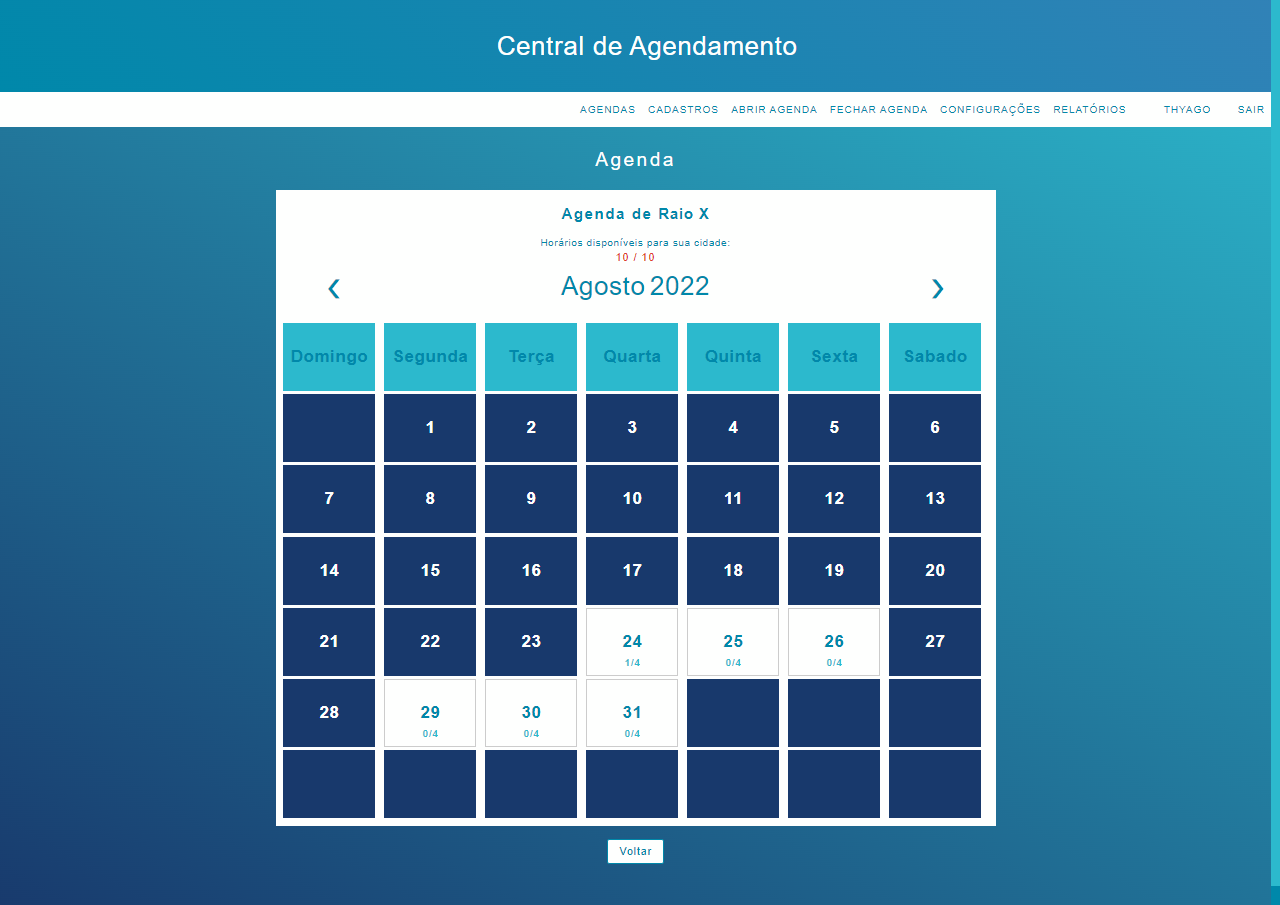 Central de Agendamento
AGENDAS CADASTROS ABRIR AGENDA FECHAR AGENDA CONFIGURAÇÕES RELATÓRIOS THYAGO SAIR
Agenda
Agenda de Raio X
Horários disponíveis para sua cidade:
10 / 10
❮ Agosto 2022 ❯
Domingo Segunda Terça Quarta Quinta Sexta Sabado
1 2 3 4 5 6
7 8 9 10 11 12 13
14 15 16 17 18 19 20
21 22 23 24 25 26 27
1/4 0/4 0/4
28 29 30 31
0/4 0/4 0/4
Voltar